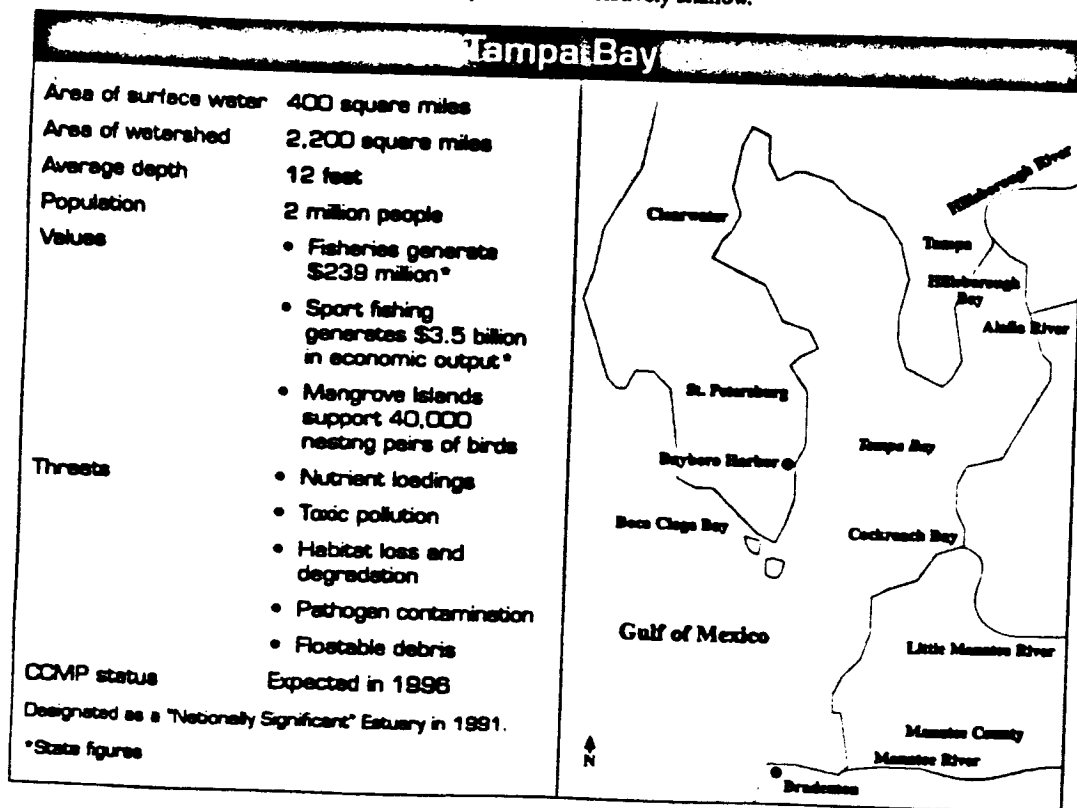 shallow.
Tampa Bay
Area of surface water 400 square miles
Area of watershed 2,200 square miles
Average depth 12 feet
Population 2 million people
Values • Fisheries generate
$239 million*
• Sport fishing
generates $3.5 billion
in economic output*
• Mangrove Islands
support 40,000
nesting pairs of birds
Threats • Nutrient loadings
• Toxic pollution
• Habitat loss and
degradation
• Pathogen contamination
• Floatable debris
CCMP status Expected in 1996
Designated as a "Nationally Significant" Estuary in 1991.
*State figures
Hillsborough River
Clearwater
Tampa
Hillsborough
Bay
Alafia River
St. Petersburg
Tampa Bay
Bayboro Harbor
Boca Ciega Bay
Cockroach Bay
Gulf of Mexico
Little Manatee River
Manatee County
Manatee River
N
Bradenton